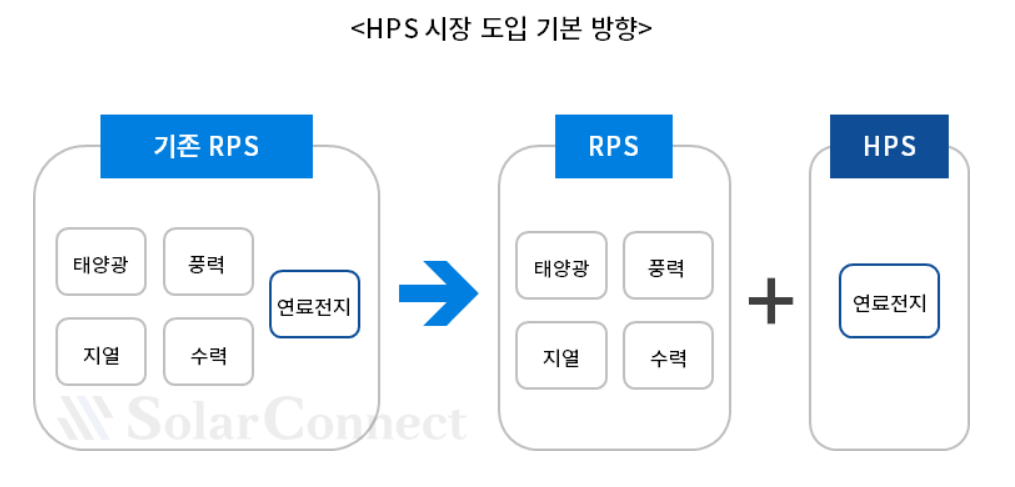 <HPS 시장 도입 기본 방향>
기존 RPS
태양광
풍력
지열
수력
연료전지
RPS
태양광
풍력
지열
수력
+
HPS
연료전지
SolarConnect